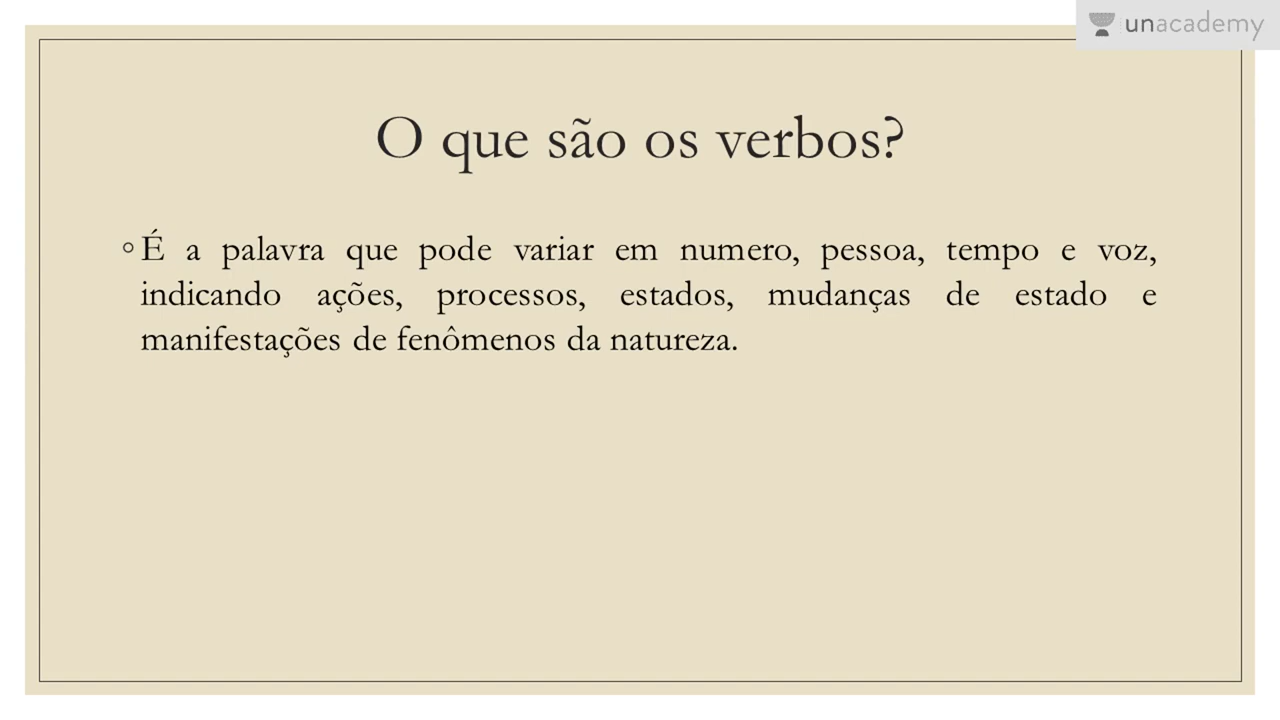 unacademy
O que são os verbos?
◦ É a palavra que pode variar em numero, pessoa, tempo e voz,
indicando ações, processos, estados, mudanças de estado e
manifestações de fenômenos da natureza.